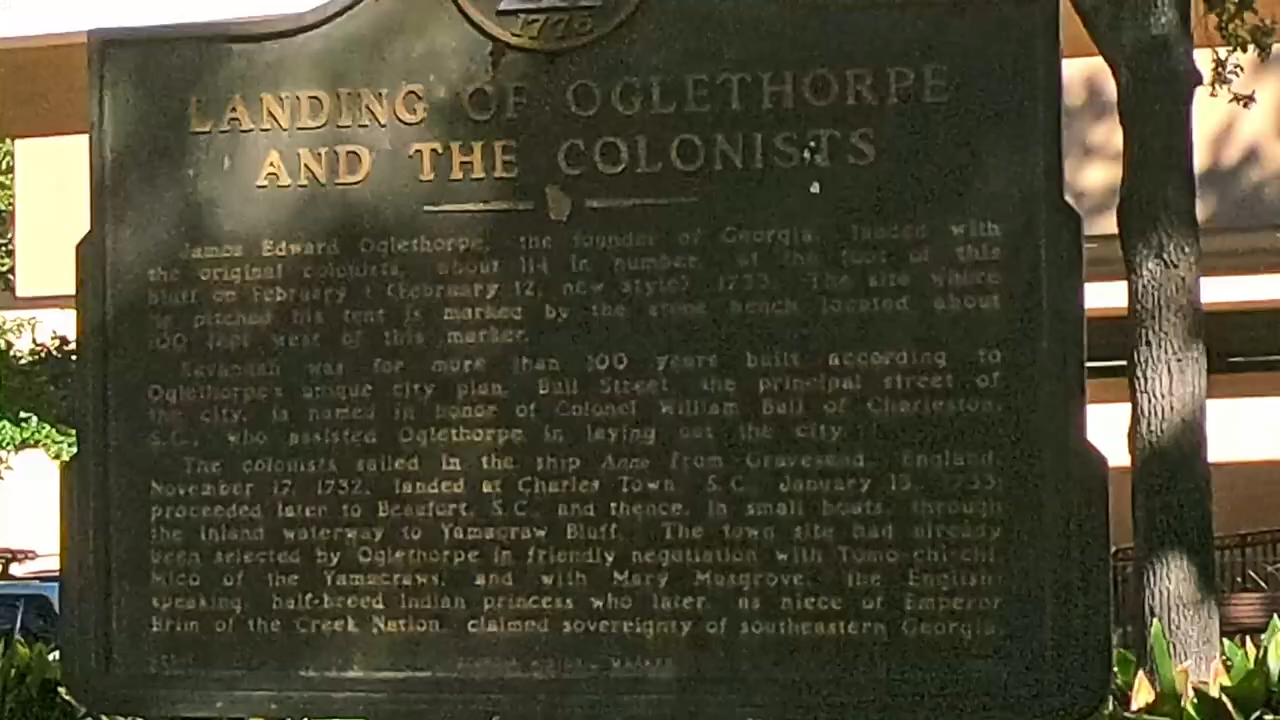 1776
LANDING OF OGLETHORPE
AND THE COLONISTS
James Edward Oglethorpe, the founder of Georgia, landed with
the original colonists, about 114 in number, at the foot of this
bluff on February 1 (February 12, new style), 1733. The site where
he pitched his tent is marked by the stone bench located about
100 feet west of this marker.
Savannah was for more than 100 years built according to
Oglethorpe's unique city plan. Bull Street, the principal street of
the city, is named in honor of Colonel William Bull of Charleston,
S.C., who assisted Oglethorpe in laying out the city.
The colonists sailed in the ship Anne from Gravesend, England,
November 17, 1732, landed at Charles Town, S.C., January 13, 1733;
proceeded later to Beaufort, S.C. and thence, in small boats, through
the inland waterway to Yamacraw Bluff. The town site had already
been selected by Oglethorpe in friendly negotiation with Tomo-chi-chi
Mico of the Yamacraws, and with Mary Musgrove, the English-
speaking, half-breed Indian princess who later, as niece of Emperor
Brim of the Creek Nation, claimed sovereignty of southeastern Georgia.